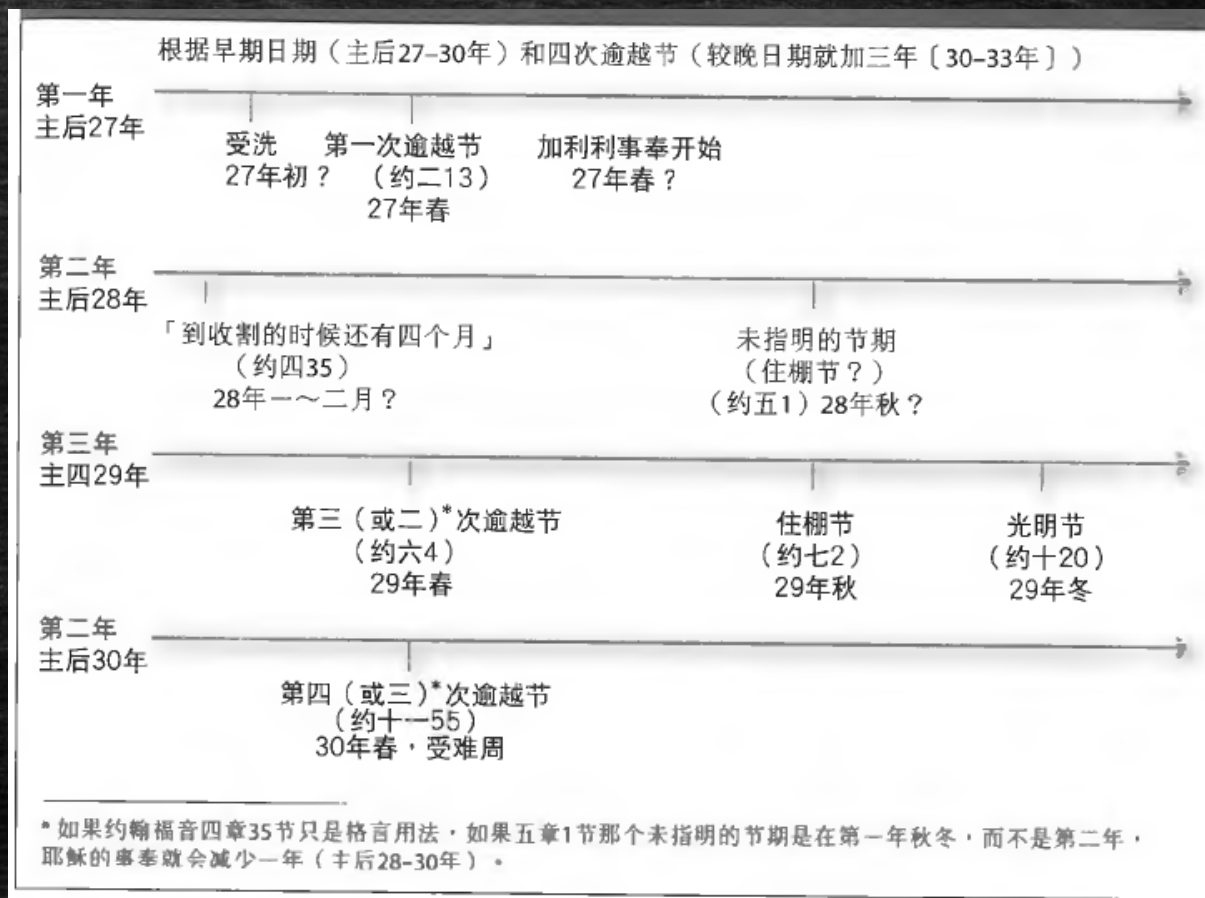 根据早期日期（主后27–30年）和四次逾越节（较晚日期就加三年〔30–33年〕）
第一年
主后27年
受洗
27年初？
第一次逾越节
（约二13）
27年春
加利利事奉开始
27年春？
第二年
主后28年
「到收割的时候还有四个月」
（约四35）
28年一～二月？
未指明的节期
（住棚节？）
（约五1）28年秋？
第三年
主四29年
第三（或二）*次逾越节
（约六4）
29年春
住棚节
（约七2）
29年秋
光明节
（约十20）
29年冬
第二年
主后30年
第四（或三）*次逾越节
（约十一55）
30年春，受难周
*如果约翰福音四章35节只是格言用法，如果五章1节那个未指明的节期是在第一年秋冬，而不是第二年，
耶稣的事奉就会减少一年（主后28–30年）。